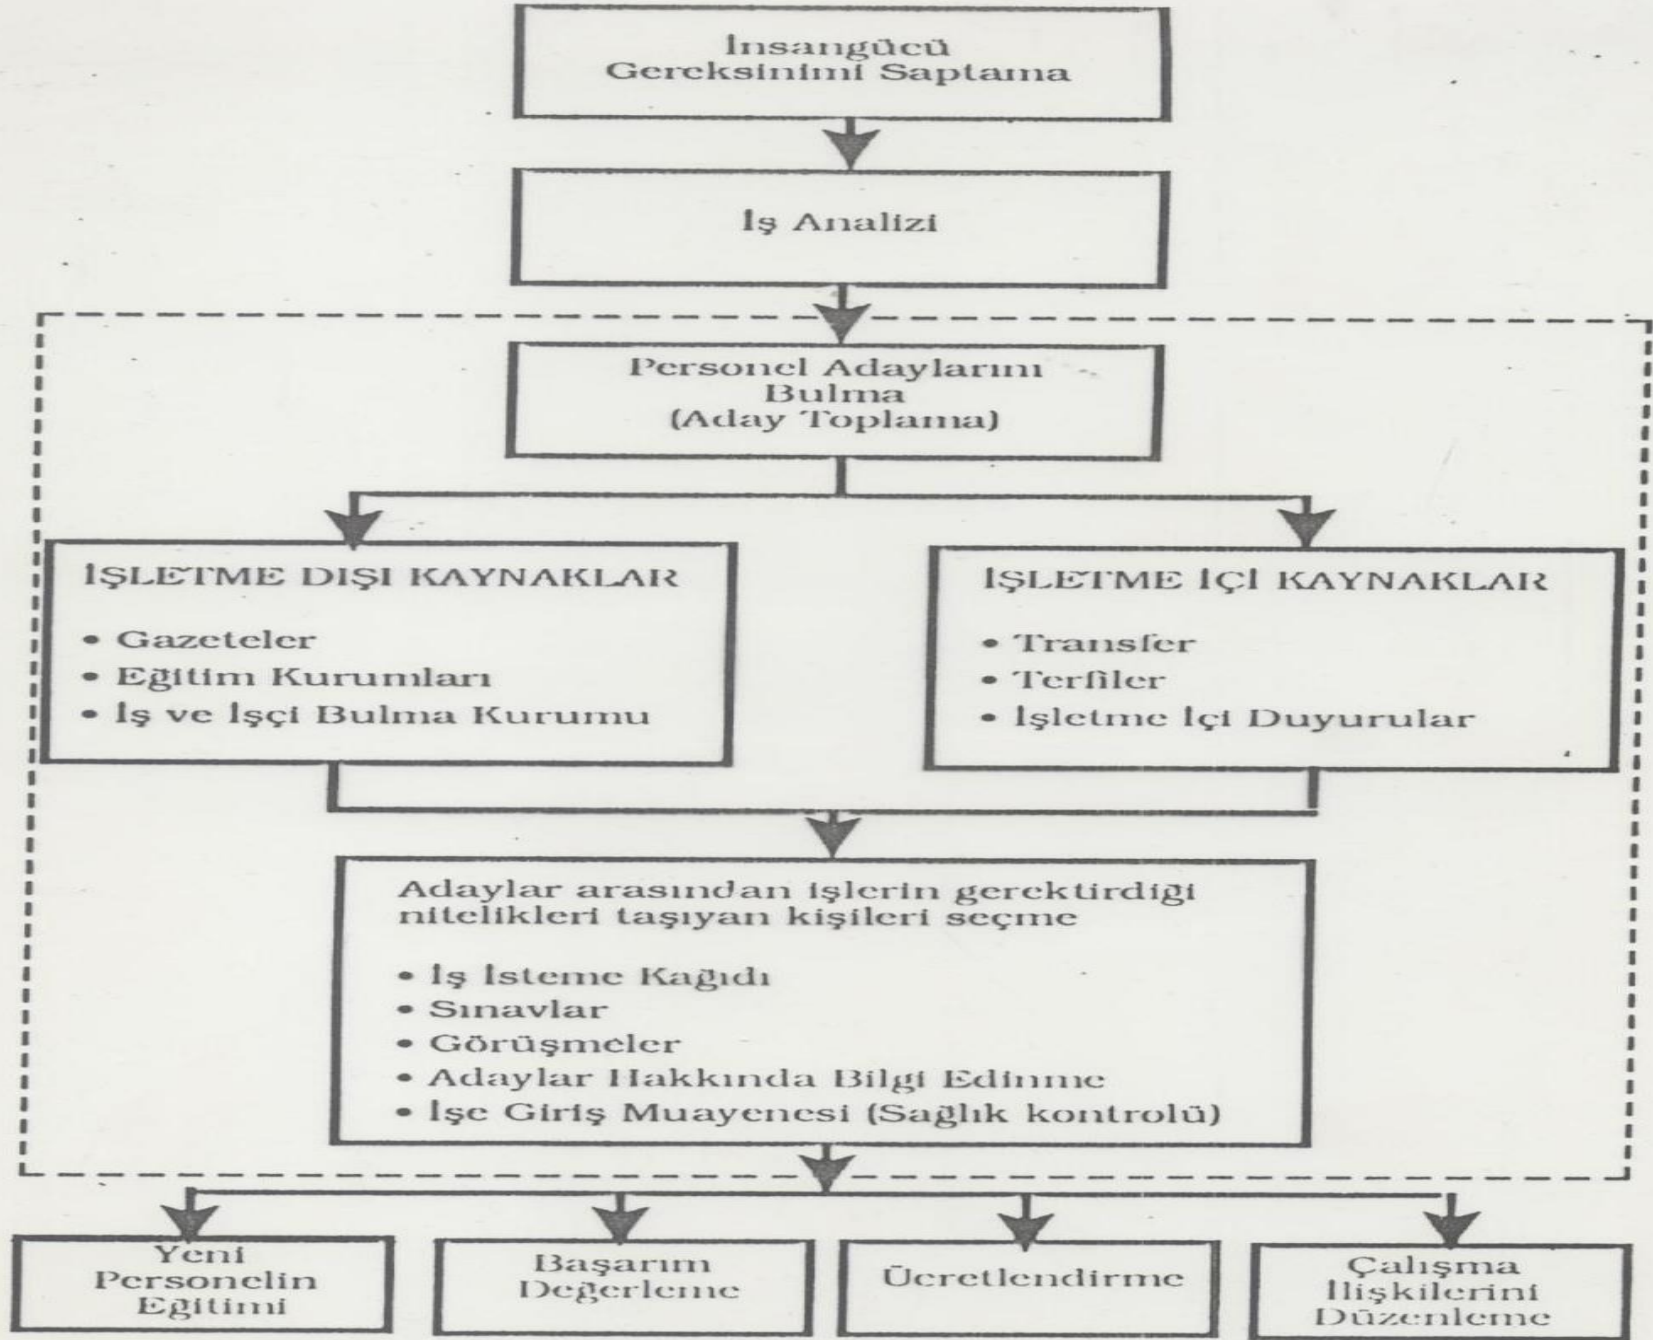 İnsangücü
Gereksinimi Saptama
İş Analizi
Personel Adaylarını
Bulma
(Aday Toplama)
İŞLETME DIŞI KAYNAKLAR
• Gazeteler
• Eğitim Kurumları
• İş ve İşçi Bulma Kurumu
İŞLETME İÇİ KAYNAKLAR
• Transfer
• Terfiler
• İşletme İçi Duyurular
Adaylar arasından işlerin gerektirdiği
nitelikleri taşıyan kişileri seçme
• İş İsteme Kağıdı
• Sınavlar
• Görüşmeler
• Adaylar Hakkında Bilgi Edinme
• İşe Giriş Muayenesi (Sağlık kontrolü)
Yeni
Personelin
Eğitimi
Başarım
Değerleme
Ücretlendirme
Çalışma
İlişkilerini
Düzenleme